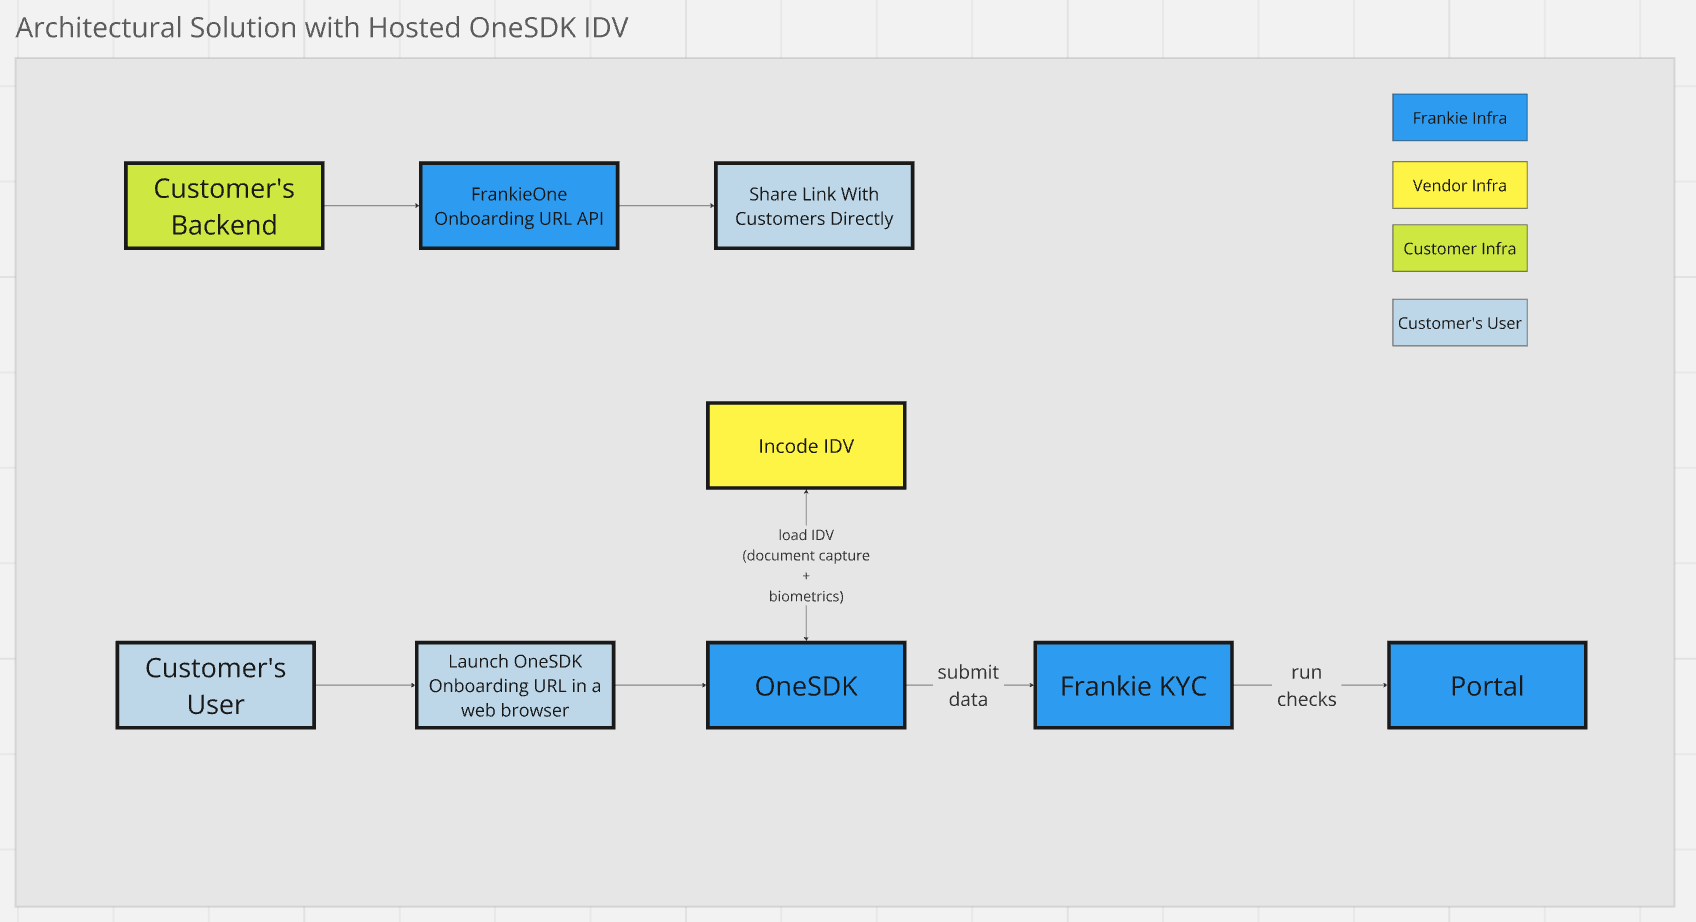 Architectural Solution with Hosted OneSDK IDV
Frankie Infra
Vendor Infra
Customer Infra
Customer's User
Customer's
Backend
FrankieOne
Onboarding URL API
Share Link With
Customers Directly
Incode IDV
load IDV
(document capture
+
biometrics)
Customer's
User
Launch OneSDK
Onboarding URL in a
web browser
OneSDK
submit
data
Frankie KYC
run
checks
Portal